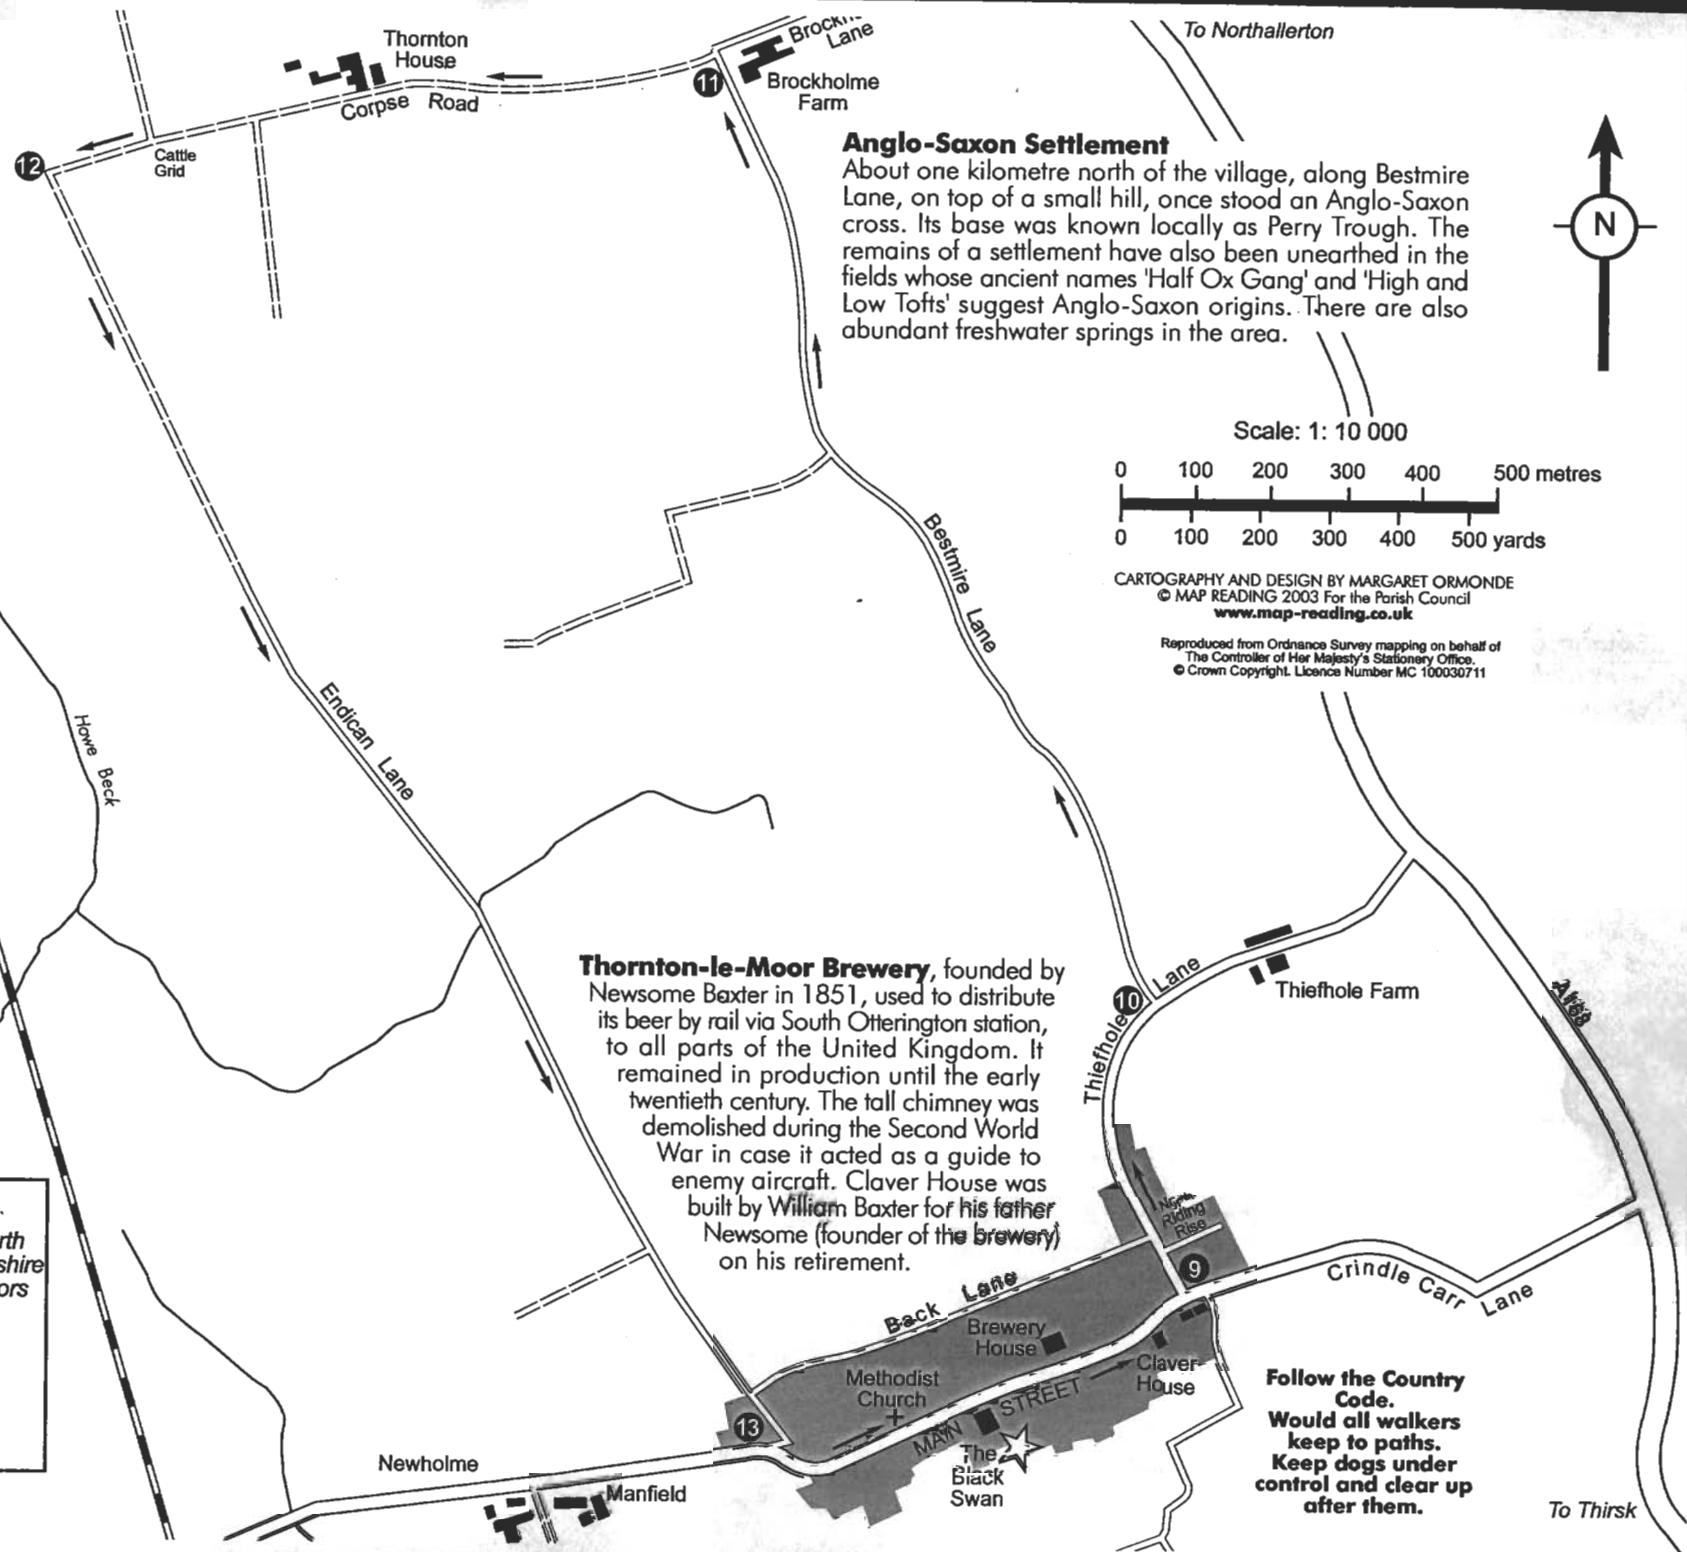 To Northallerton
Thornton
House
Corpse Road
Lane
11
Brockholme
Farm
12
Cattle
Grid
N
Anglo-Saxon Settlement
About one kilometre north of the village, along Bestmire
Lane, on top of a small hill, once stood an Anglo-Saxon
cross. Its base was known locally as Perry Trough. The
remains of a settlement have also been unearthed in the
fields whose ancient names 'Half Ox Gang' and 'High and
Low Tofts' suggest Anglo-Saxon origins. There are also
abundant freshwater springs in the area.
Scale: 1: 10 000
0 100 200 300 400 500 metres
0 100 200 300 400 500 yards
CARTOGRAPHY AND DESIGN BY MARGARET ORMONDE
© MAP READING 2003 For the Parish Council
www.map-reading.co.uk
Reproduced from Ordnance Survey mapping on behalf of
The Controller of Her Majesty's Stationery Office.
© Crown Copyright. Licence Number MC 100030711
Bestmire Lane
Endican Lane
Howe Beck
Thornton-le-Moor Brewery, founded by
Newsome Baxter in 1851, used to distribute
its beer by rail via South Otterington station,
to all parts of the United Kingdom. It
remained in production until the early
twentieth century. The tall chimney was
demolished during the Second World
War in case it acted as a guide to
enemy aircraft. Claver House was
built by William Baxter for his father
Newsome (founder of the brewery)
on his retirement.
10
Thiefhole Lane
Thiefhole Farm
A168
Riding
Rise
9
Crindle Carr Lane
Back Lane
Brewery
House
Methodist
Church
Claver
House
MAIN STREET
13
The
Black
Swan
Newholme
Manfield
Follow the Country
Code.
Would all walkers
keep to paths.
Keep dogs under
control and clear up
after them.
To Thirsk